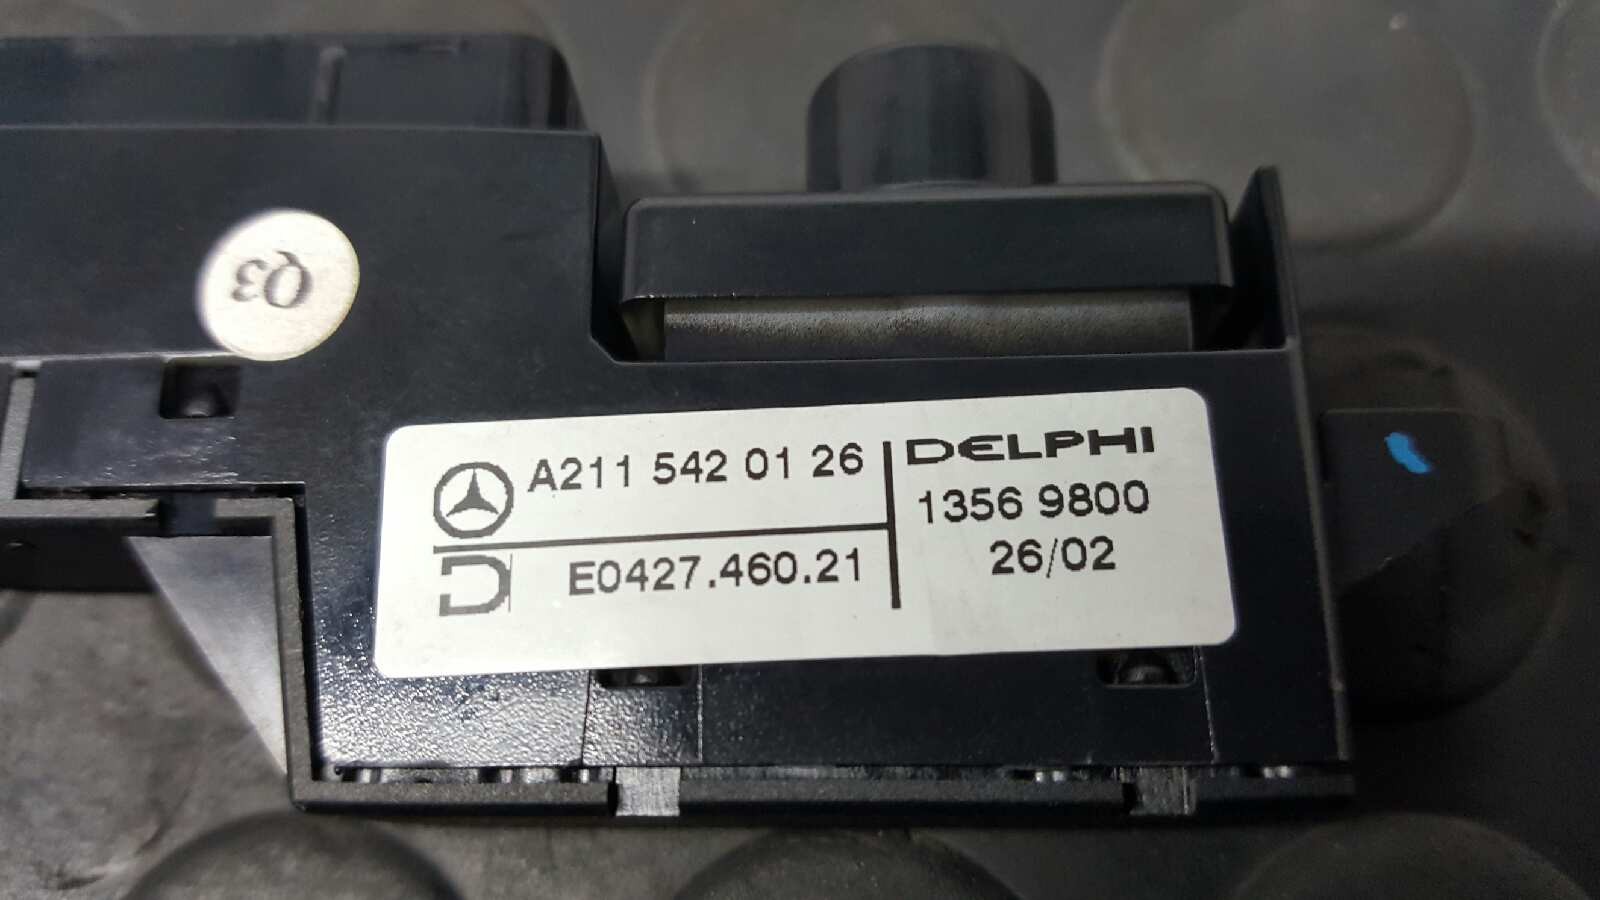 Q3
A211 542 01 26
E0427.460.21
DELPHI
1356 9800
26/02